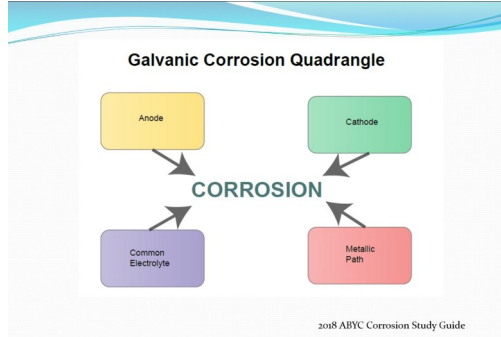 Galvanic Corrosion Quadrangle
Anode
Cathode
CORROSION
Common
Electrolyte
Metallic
Path
2018 ABYC Corrosion Study Guide